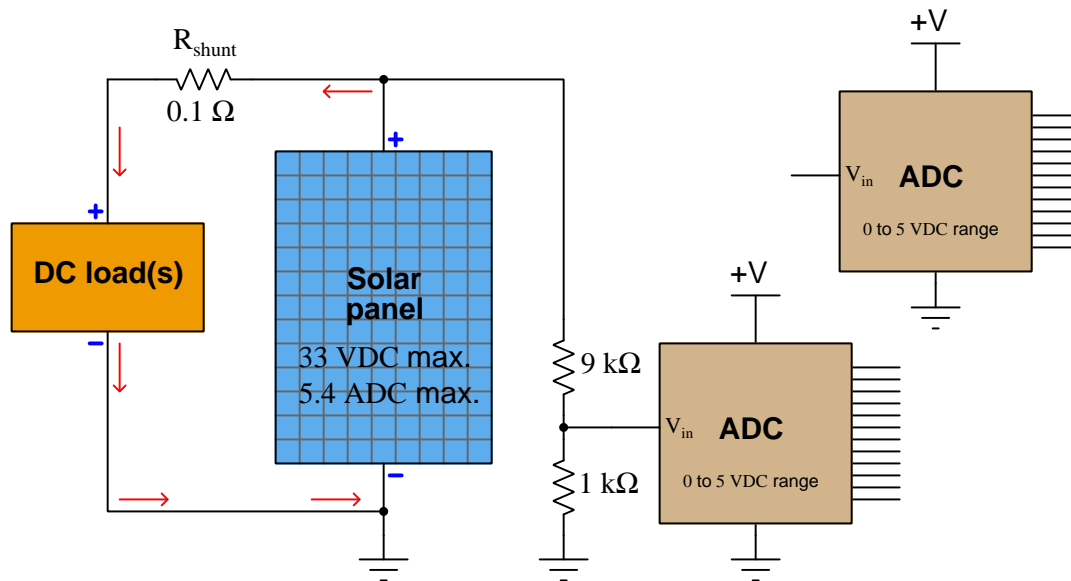 R_shunt
0.1 Ω
+
+
DC load(s)
−
Solar
panel
33 VDC max.
5.4 ADC max.
−
9 kΩ
1 kΩ
+V
V_in
ADC
0 to 5 VDC range
+V
V_in
ADC
0 to 5 VDC range